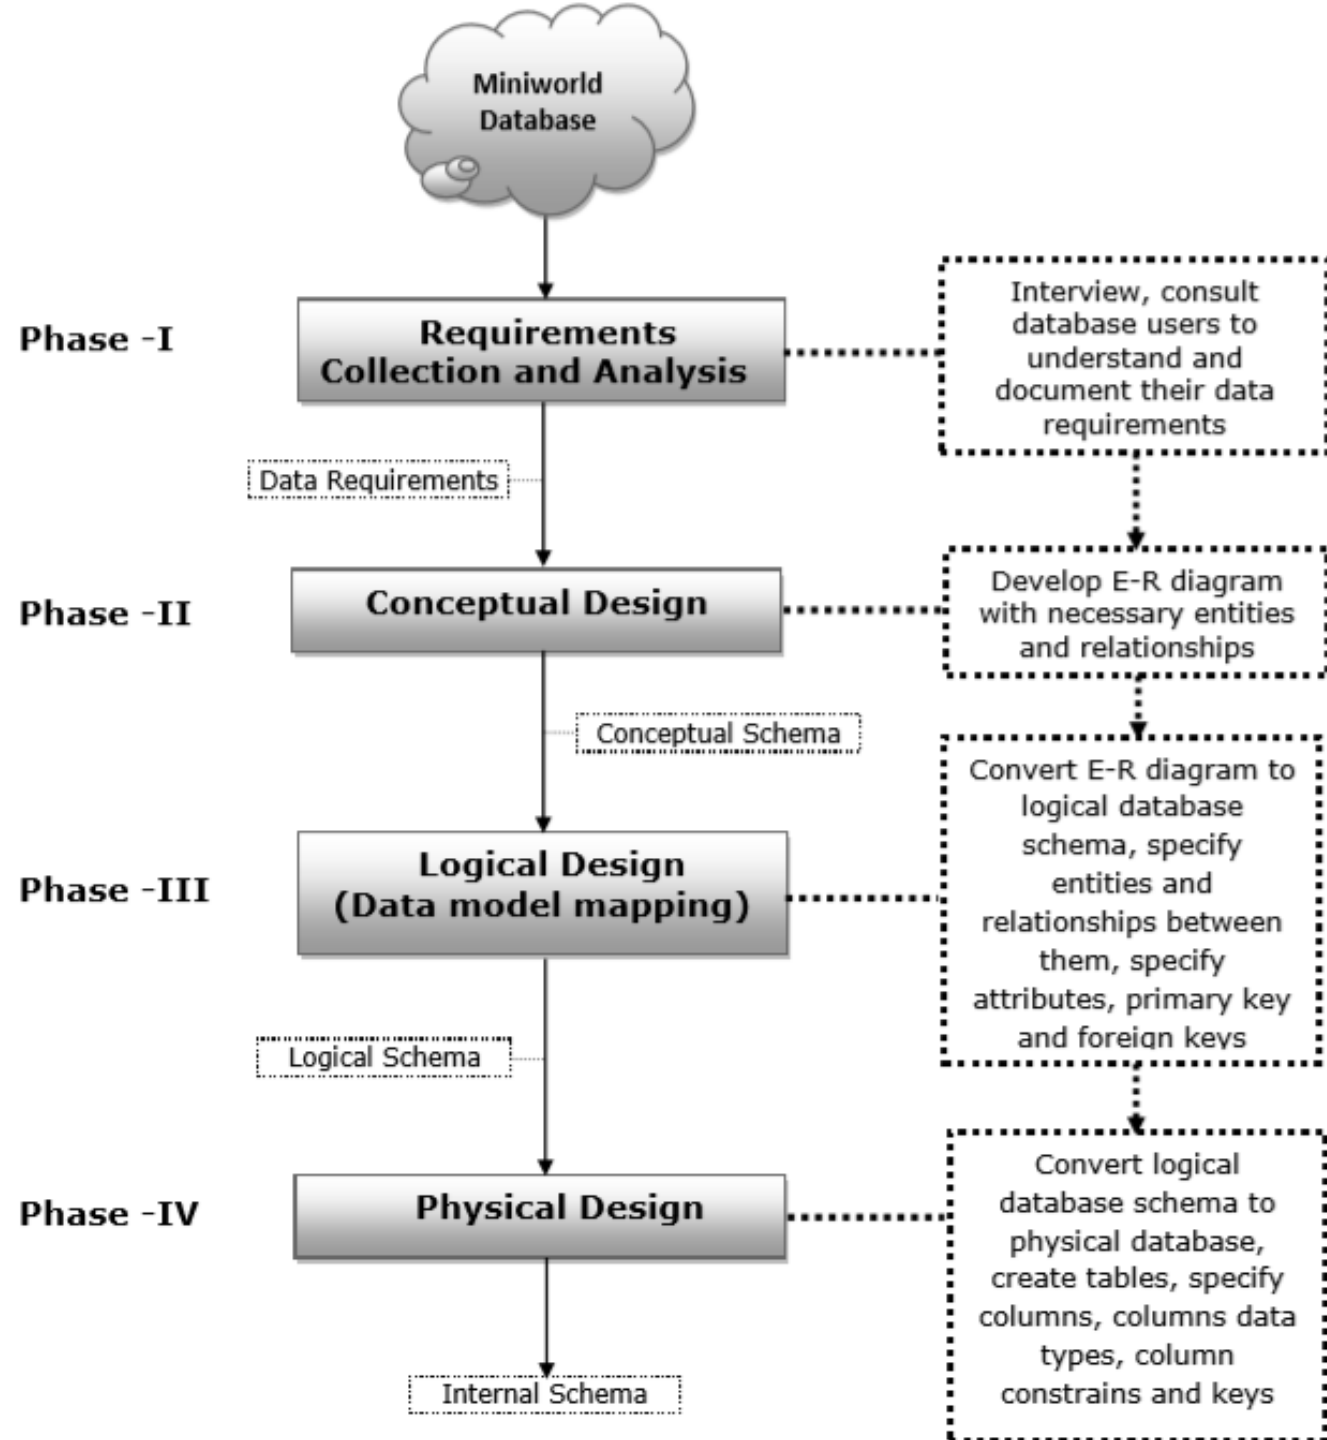 Miniworld
Database
Phase -I
Requirements
Collection and Analysis
Interview, consult
database users to
understand and
document their data
requirements
Data Requirements
Phase -II
Conceptual Design
Develop E-R diagram
with necessary entities
and relationships
Conceptual Schema
Phase -III
Logical Design
(Data model mapping)
Convert E-R diagram to
logical database
schema, specify
entities and
relationships between
them, specify
attributes, primary key
and foreign keys
Logical Schema
Phase -IV
Physical Design
Convert logical
database schema to
physical database,
create tables, specify
columns, columns data
types, column
constrains and keys
Internal Schema